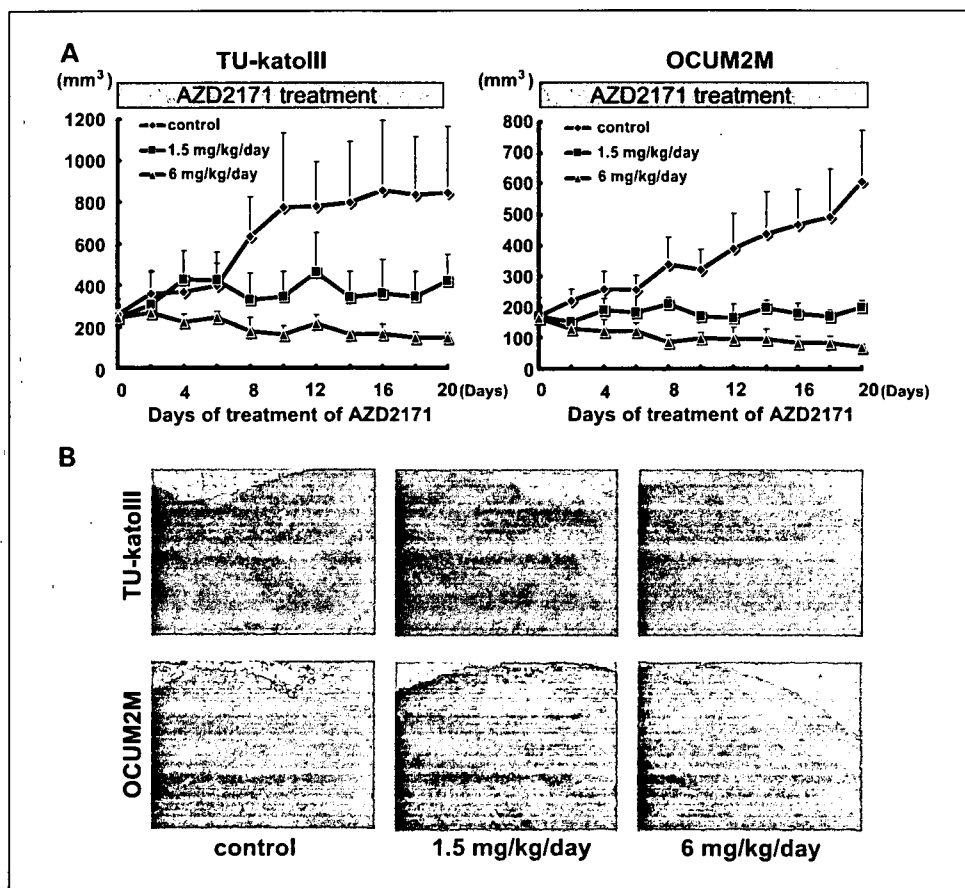 A
TU-katoIII
(mm³)
AZD2171 treatment
1200
1000
800
600
400
200
0
control
1.5 mg/kg/day
6 mg/kg/day
0 4 8 12 16 20 (Days)
Days of treatment of AZD2171
OCUM2M
AZD2171 treatment
800
700
600
500
400
300
200
100
0
control
1.5 mg/kg/day
6 mg/kg/day
0 4 8 12 16 20 (Days)
Days of treatment of AZD2171
B
TU-katoIII
OCUM2M
control 1.5 mg/kg/day 6 mg/kg/day